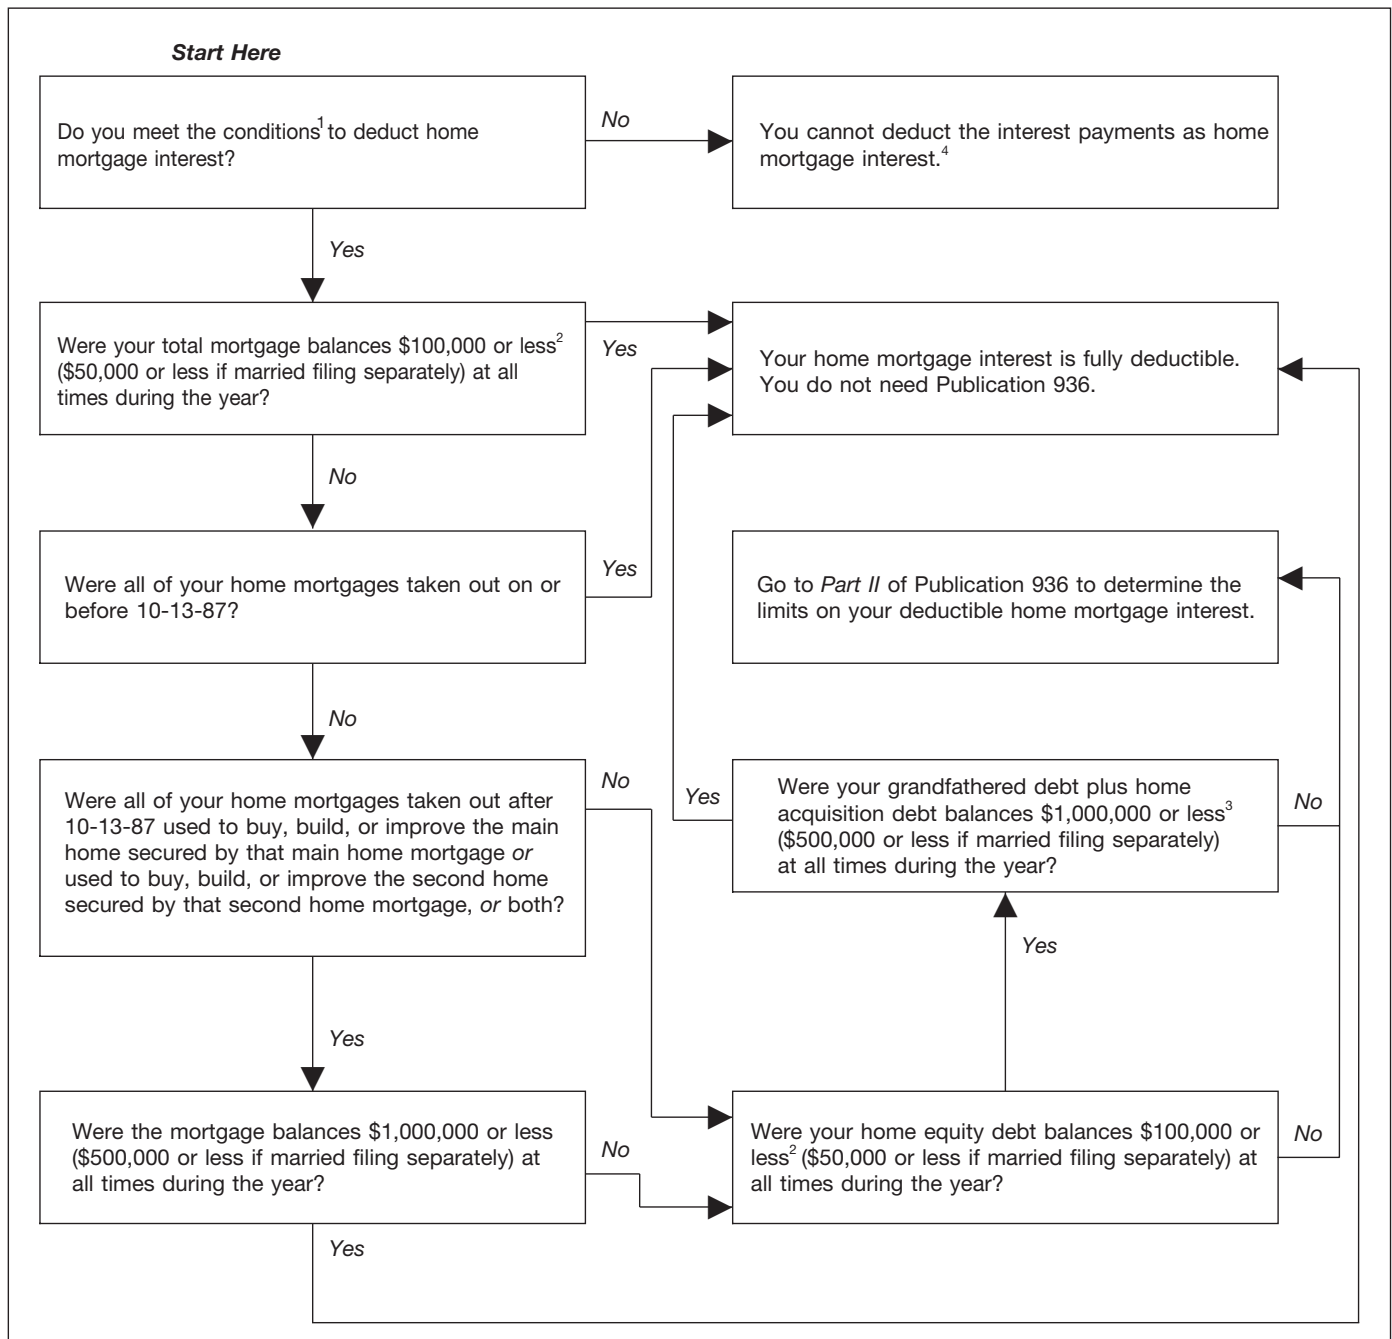 Start Here
Do you meet the conditions1 to deduct home
mortgage interest?
No
You cannot deduct the interest payments as home
mortgage interest.4
Yes
Were your total mortgage balances $100,000 or less2
($50,000 or less if married filing separately) at all
times during the year?
Yes
Your home mortgage interest is fully deductible.
You do not need Publication 936.
No
Were all of your home mortgages taken out on or
before 10-13-87?
Yes
Go to Part II of Publication 936 to determine the
limits on your deductible home mortgage interest.
No
Were all of your home mortgages taken out after
10-13-87 used to buy, build, or improve the main
home secured by that main home mortgage or
used to buy, build, or improve the second home
secured by that second home mortgage, or both?
No
Yes
Were your grandfathered debt plus home
acquisition debt balances $1,000,000 or less3
($500,000 or less if married filing separately)
at all times during the year?
No
Yes
Yes
Were the mortgage balances $1,000,000 or less
($500,000 or less if married filing separately) at
all times during the year?
No
Were your home equity debt balances $100,000 or
less2 ($50,000 or less if married filing separately) at
all times during the year?
No
Yes